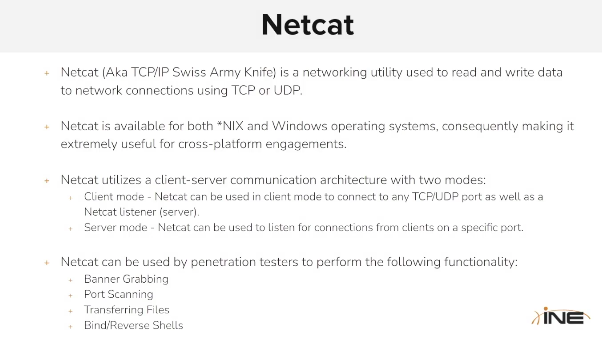 Netcat
+ Netcat (Aka TCP/IP Swiss Army Knife) is a networking utility used to read and write data
to network connections using TCP or UDP.
+ Netcat is available for both *NIX and Windows operating systems, consequently making it
extremely useful for cross-platform engagements.
+ Netcat utilizes a client-server communication architecture with two modes:
+ Client mode - Netcat can be used in client mode to connect to any TCP/UDP port as well as a
Netcat listener (server).
+ Server mode - Netcat can be used to listen for connections from clients on a specific port.
+ Netcat can be used by penetration testers to perform the following functionality:
+ Banner Grabbing
+ Port Scanning
+ Transferring Files
+ Bind/Reverse Shells
INE